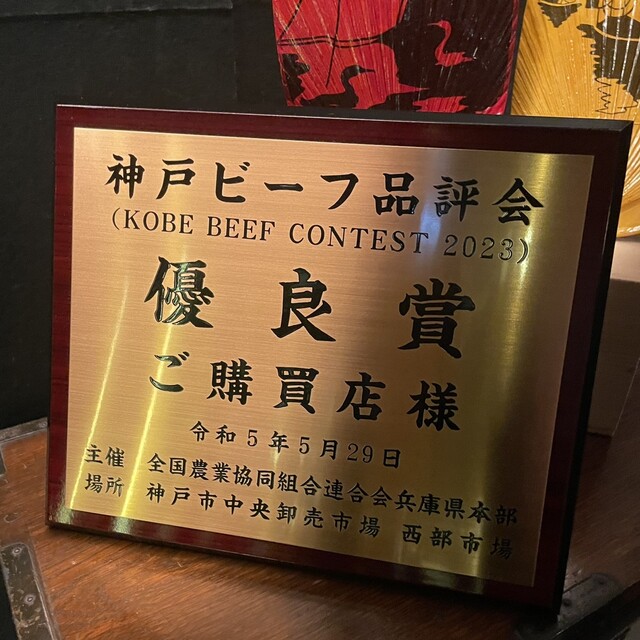 神戸ビーフ品評会
(KOBE BEEF CONTEST 2023)
優良賞
ご購買店様
令和5年5月29日
主催 全国農業協同組合連合会兵庫県本部
場所 神戸市中央卸売市場 西部市場